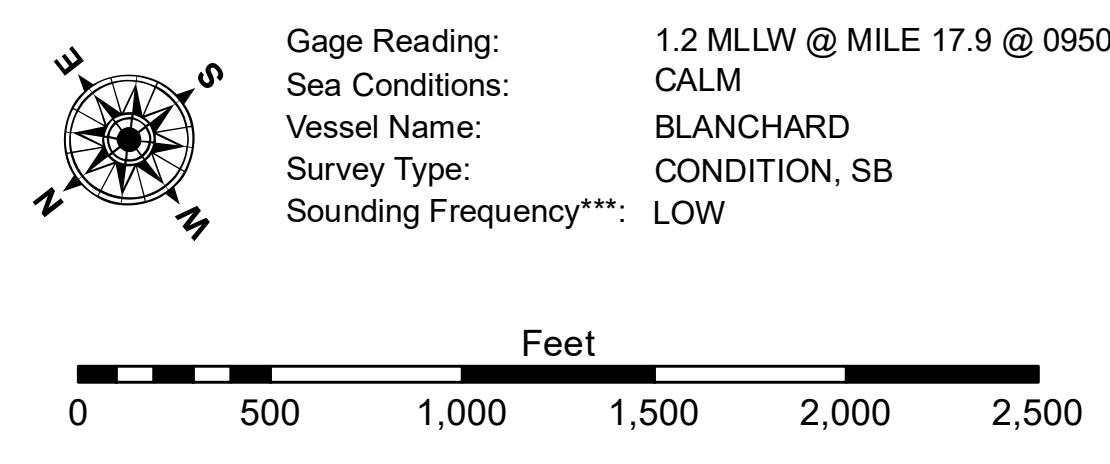 E
S
N
W
Gage Reading: 1.2 MLLW @ MILE 17.9 @ 0950
Sea Conditions: CALM
Vessel Name: BLANCHARD
Survey Type: CONDITION, SB
Sounding Frequency***: LOW
Feet
0 500 1,000 1,500 2,000 2,500